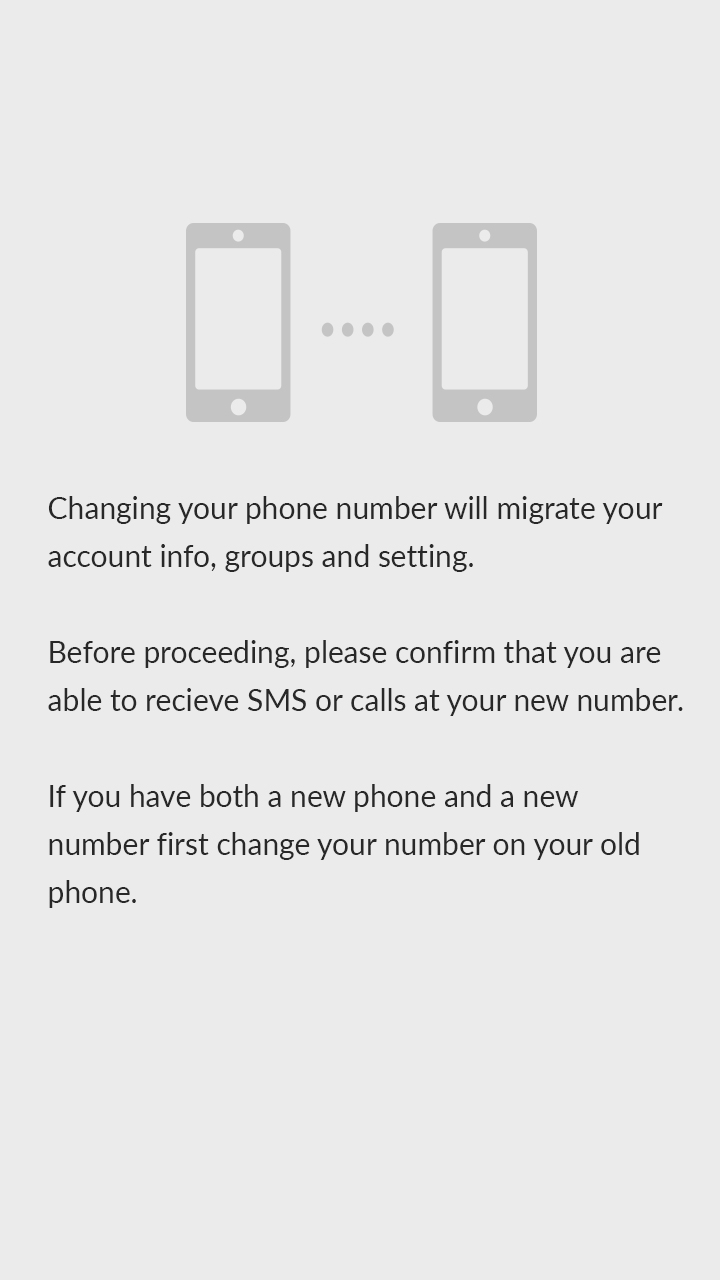 Changing your phone number will migrate your
account info, groups and setting.
Before proceeding, please confirm that you are
able to recieve SMS or calls at your new number.
If you have both a new phone and a new
number first change your number on your old
phone.